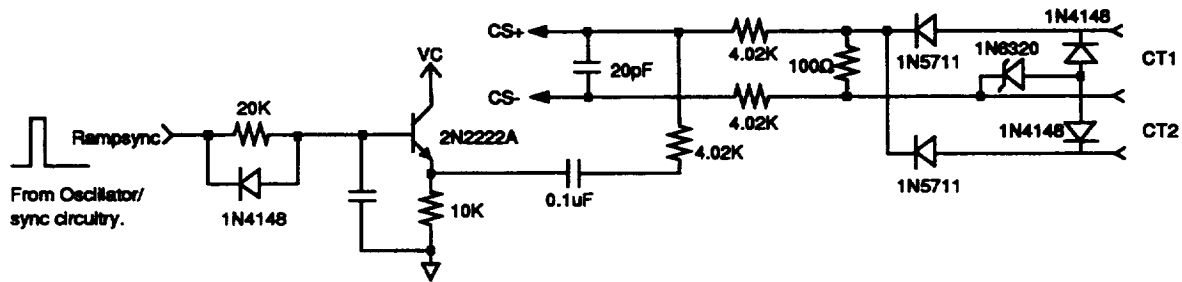 1N4148
CS+
VC
4.02K
1N5711
1N6320
CT1
20pF
100Ω
CS-
4.02K
20K
Rampsync
2N2222A
1N4148
CT2
4.02K
From Oscillator/
sync circuitry.
1N4148
10K
0.1uF
1N5711